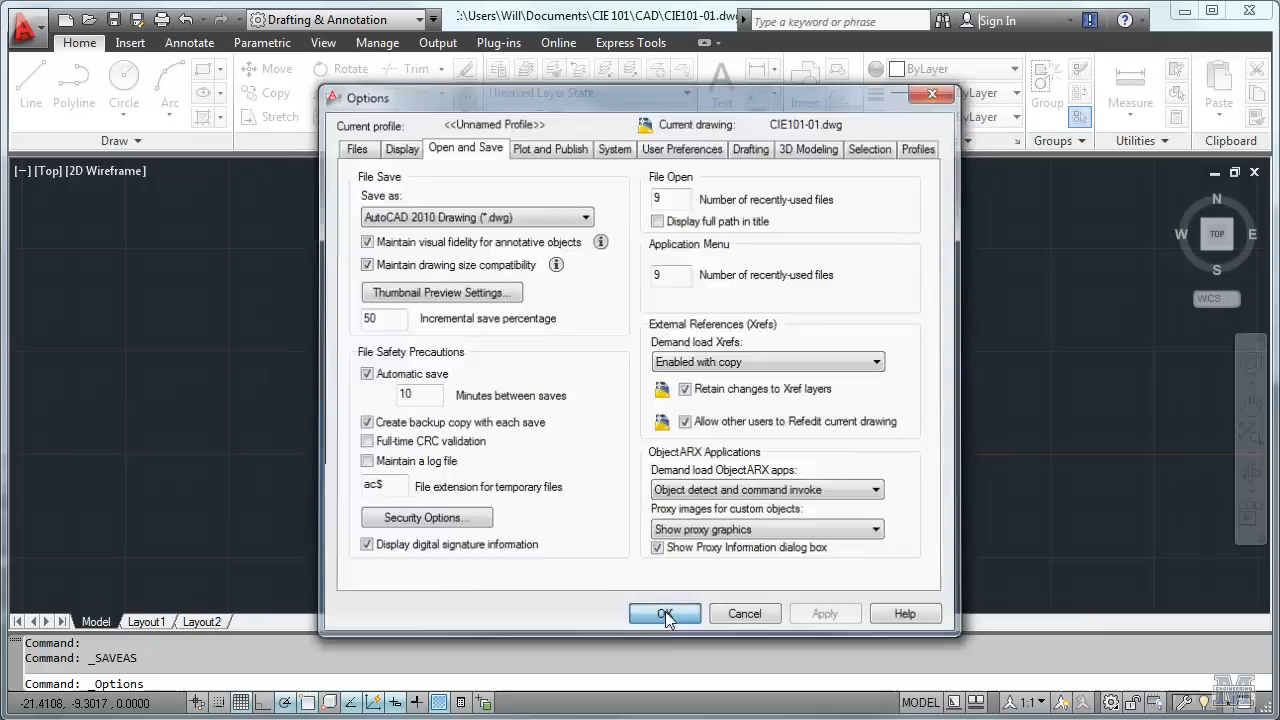 Drafting & Annotation
:\Users\Will\Documents\CIE 101\CAD\CIE101-01.dwg
Type a keyword or phrase
Sign In
Home Insert Annotate Parametric View Manage Output Plug-ins Online Express Tools
Line
Polyline
Circle
Arc
Move
Rotate
Trim
Copy
Stretch
Unsaved Layer State
Text
Insert
ByLayer
ByLayer
ByLayer
Group
Measure
Paste
Draw
Groups
Utilities
Clipboard
[−] [Top] [2D Wireframe]
N
W TOP E
S
WCS
Options
Current profile: <<Unnamed Profile>> Current drawing: CIE101-01.dwg
Files Display Open and Save Plot and Publish System User Preferences Drafting 3D Modeling Selection Profiles
File Save
Save as:
AutoCAD 2010 Drawing (*.dwg)
Maintain visual fidelity for annotative objects
Maintain drawing size compatibility
Thumbnail Preview Settings...
50 Incremental save percentage
File Safety Precautions
Automatic save
10 Minutes between saves
Create backup copy with each save
Full-time CRC validation
Maintain a log file
ac$ File extension for temporary files
Security Options...
Display digital signature information
File Open
9 Number of recently-used files
Display full path in title
Application Menu
9 Number of recently-used files
External References (Xrefs)
Demand load Xrefs:
Enabled with copy
Retain changes to Xref layers
Allow other users to Refedit current drawing
ObjectARX Applications
Demand load ObjectARX apps:
Object detect and command invoke
Proxy images for custom objects:
Show proxy graphics
Show Proxy Information dialog box
OK Cancel Apply Help
Model Layout1 Layout2
Command:
Command: _SAVEAS
Command: _Options
-21.4108, -9.3017, 0.0000
MODEL
1:1